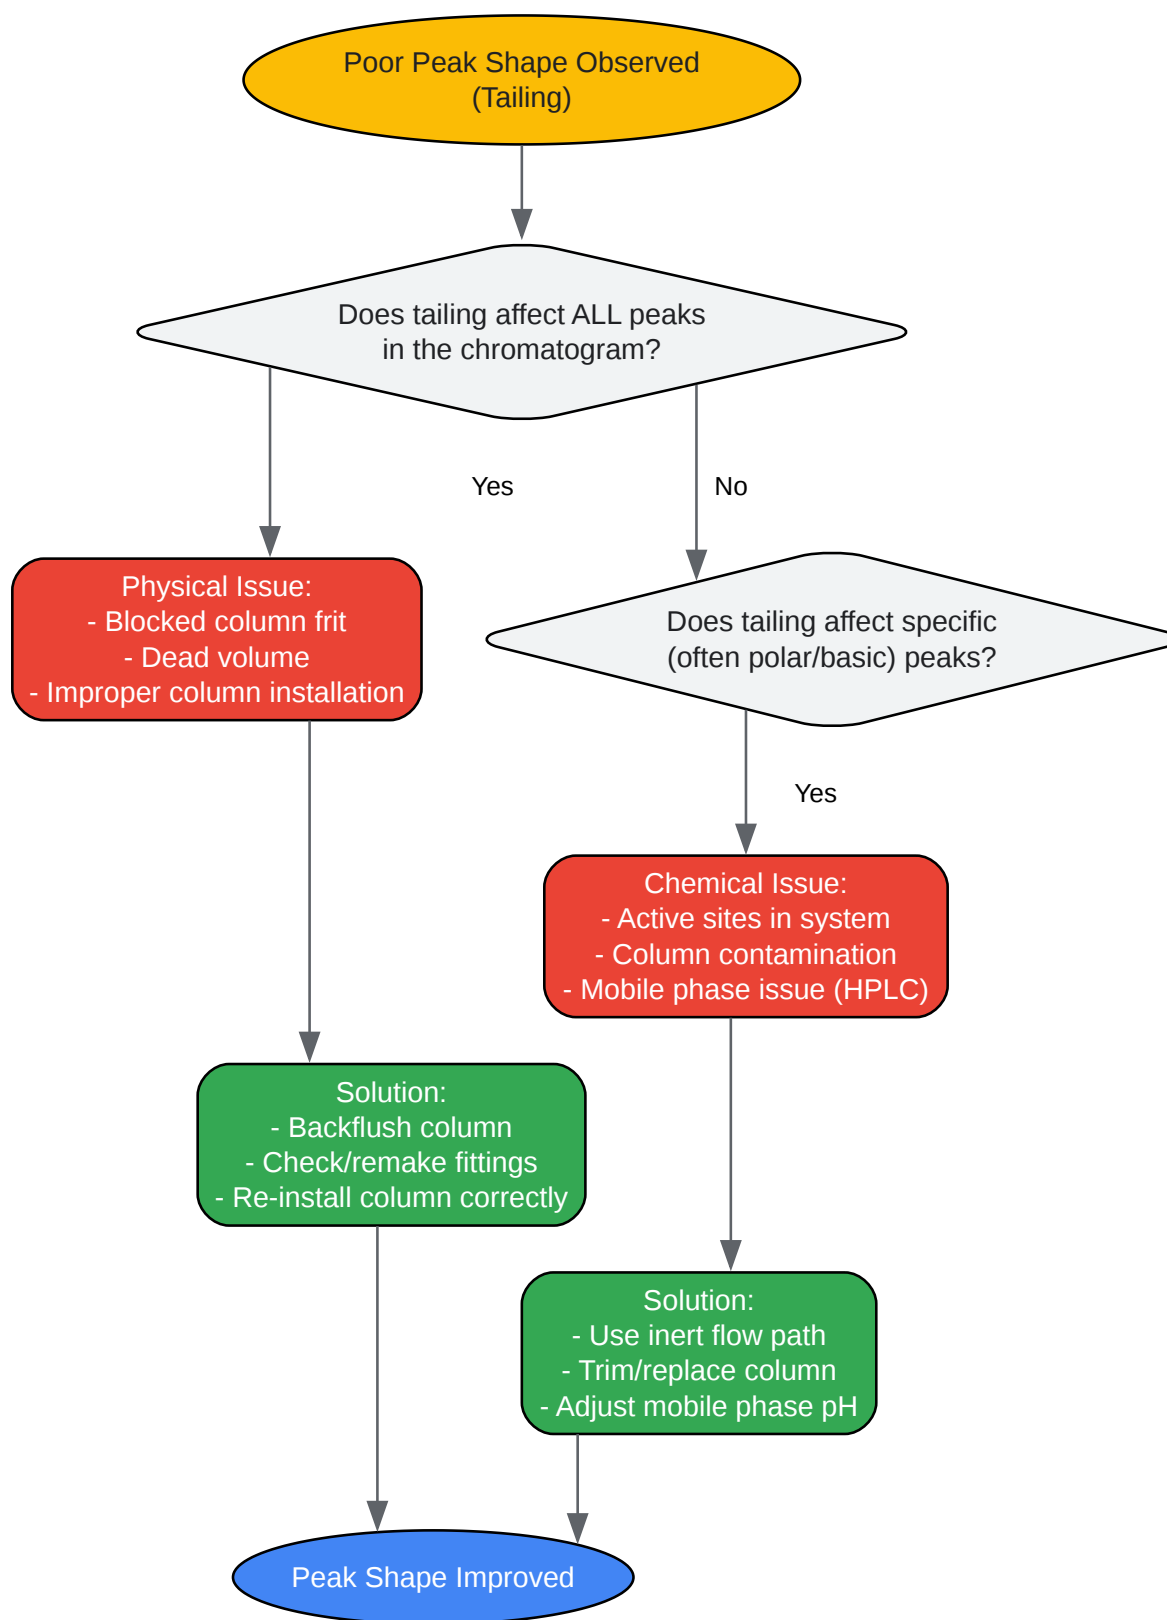 Poor Peak Shape Observed
(Tailing)
Does tailing affect ALL peaks
in the chromatogram?
Yes
No
Physical Issue:
- Blocked column frit
- Dead volume
- Improper column installation
Does tailing affect specific
(often polar/basic) peaks?
Yes
Chemical Issue:
- Active sites in system
- Column contamination
- Mobile phase issue (HPLC)
Solution:
- Backflush column
- Check/remake fittings
- Re-install column correctly
Solution:
- Use inert flow path
- Trim/replace column
- Adjust mobile phase pH
Peak Shape Improved